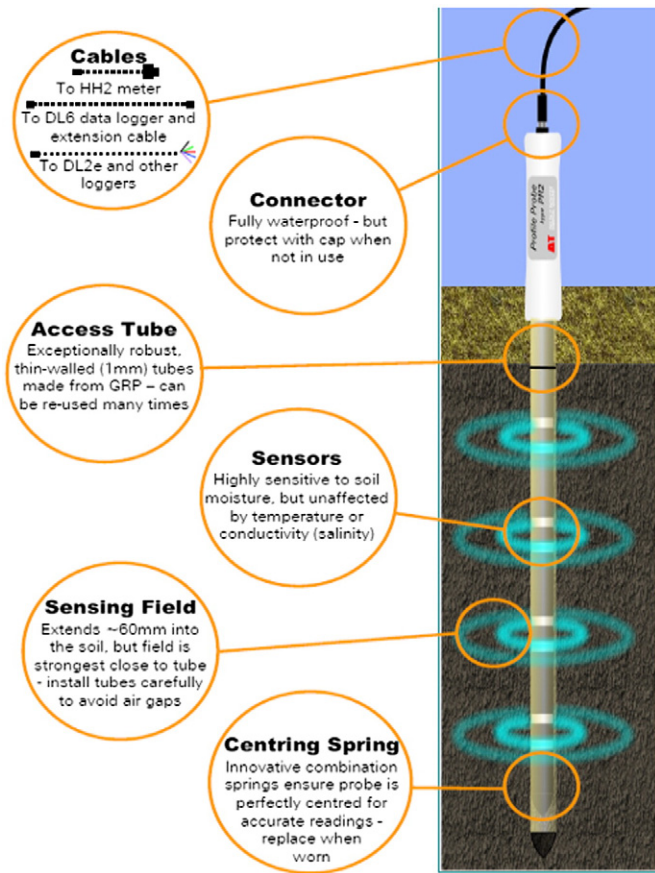 Cables
To HH2 meter
To DL6 data logger and
extension cable
To DL2e and other
loggers
Connector
Fully waterproof - but
protect with cap when
not in use
Profile Probe
type PR2
Access Tube
Exceptionally robust,
thin-walled (1mm) tubes
made from GRP – can
be re-used many times
Sensors
Highly sensitive to soil
moisture, but unaffected
by temperature or
conductivity (salinity)
Sensing Field
Extends ~60mm into
the soil, but field is
strongest close to tube
- install tubes carefully
to avoid air gaps
Centring Spring
Innovative combination
springs ensure probe is
perfectly centred for
accurate readings -
replace when
worn